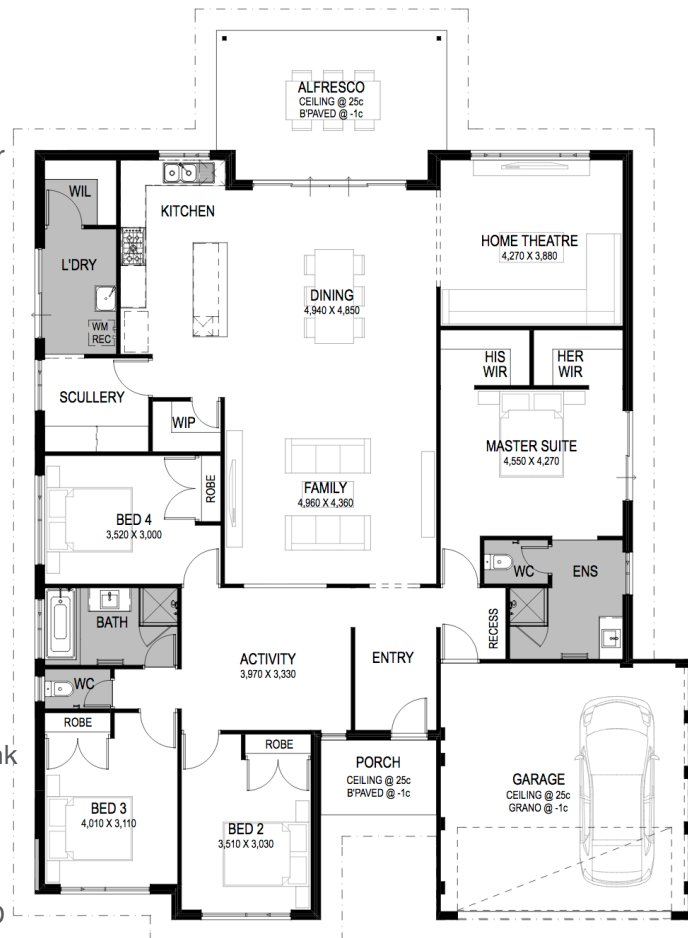 ALFRESCO
CEILING @ 25c
B'PAVED @ -1c
WIL
KITCHEN
L'DRY
HOME THEATRE
4,270 X 3,880
DINING
4,940 X 4,850
WM
REC
HIS
WIR
HER
WIR
SCULLERY
WIP
MASTER SUITE
4,550 X 4,270
ROBE
FAMILY
4,960 X 4,360
BED 4
3,520 X 3,000
WC
ENS
BATH
RECESS
ACTIVITY
3,970 X 3,330
ENTRY
WC
ROBE
ROBE
PORCH
CEILING @ 25c
B'PAVED @ -1c
GARAGE
CEILING @ 25c
GRANO @ -1c
BED 3
4,010 X 3,110
BED 2
3,510 X 3,030